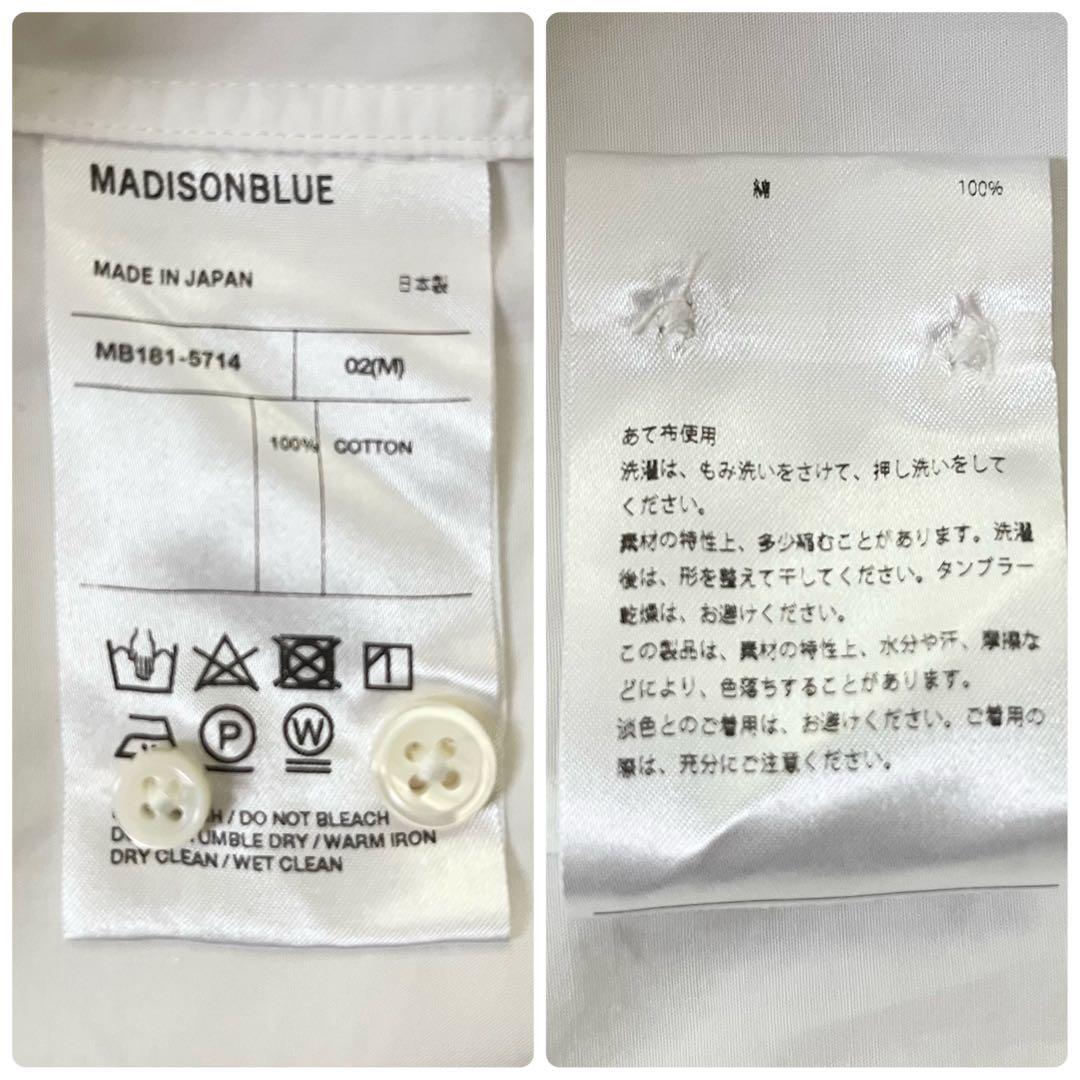 MADISONBLUE
MADE IN JAPAN 日本製
MB181-5714 02(M)
100% COTTON
P W
/ DO NOT BLEACH
UMBLE DRY / WARM IRON
DRY CLEAN / WET CLEAN
綿 100%
あて布使用
洗濯は、もみ洗いをさけて、押し洗いをして
ください。
素材の特性上、多少縮むことがあります。洗濯
後は、形を整えて干してください。タンブラー
乾燥は、お避けください。
この製品は、素材の特性上、水分や汗、摩擦な
どにより、色落ちすることがあります。
淡色とのご着用は、お避けください。ご着用の
際は、充分にご注意ください。